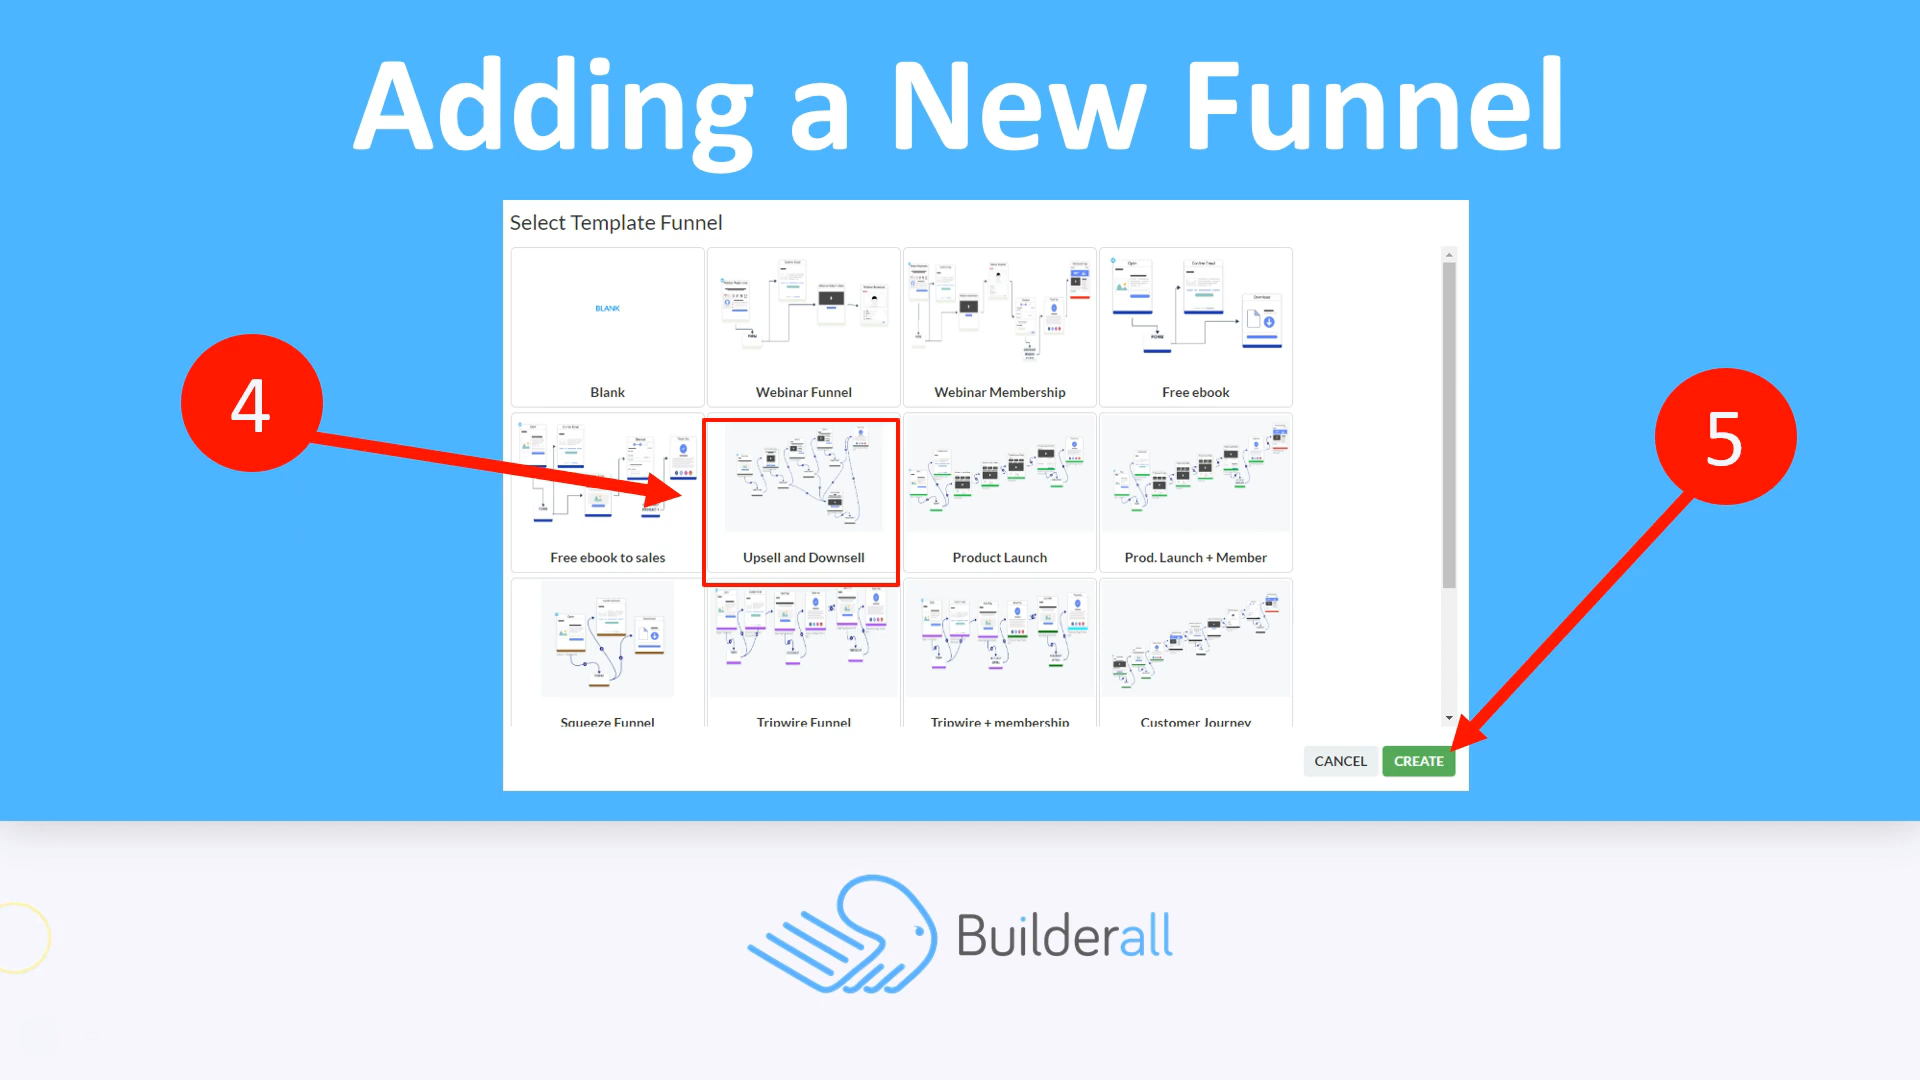 Adding a New Funnel
Select Template Funnel
BLANK
Blank
Webinar Funnel
Webinar Membership
Free ebook
4
5
Free ebook to sales
Upsell and Downsell
Product Launch
Prod. Launch + Member
Squeeze Funnel
Tripwire Funnel
Tripwire + membership
Customer Journey
CANCEL
CREATE
Builderall